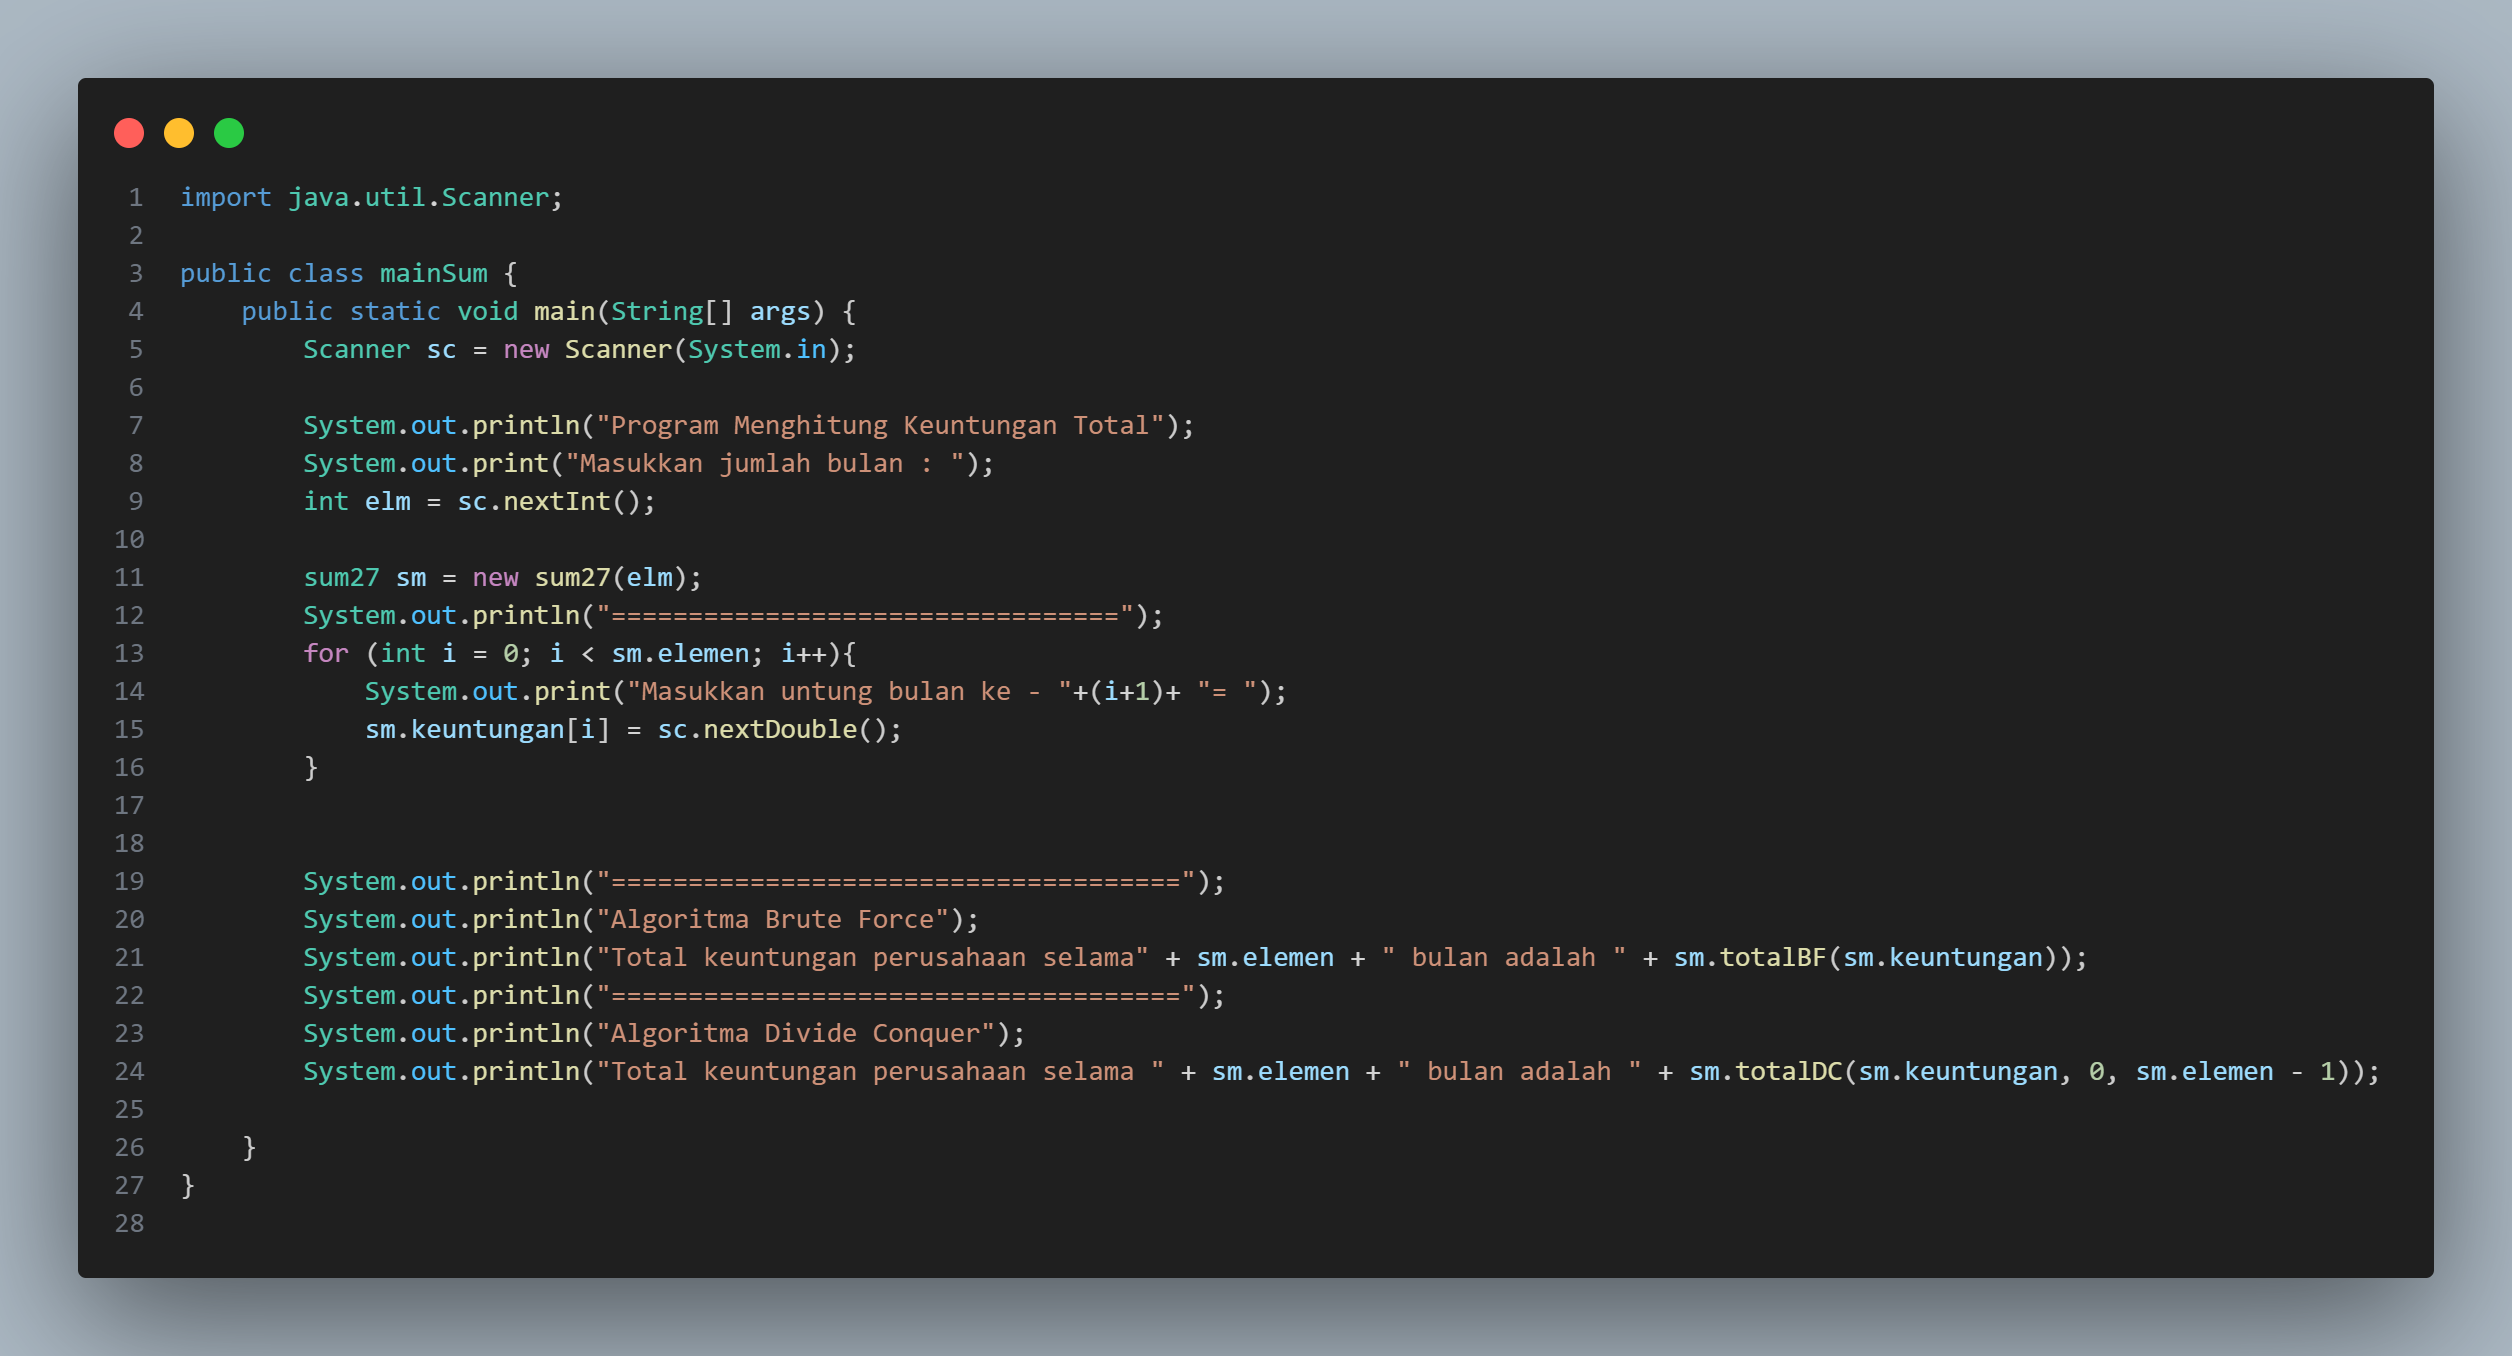 1 import java.util.Scanner;
2
3 public class mainSum {
4     public static void main(String[] args) {
5         Scanner sc = new Scanner(System.in);
6
7         System.out.println("Program Menghitung Keuntungan Total");
8         System.out.print("Masukkan jumlah bulan : ");
9         int elm = sc.nextInt();
10
11         sum27 sm = new sum27(elm);
12         System.out.println("=================================");
13         for (int i = 0; i < sm.elemen; i++){
14             System.out.print("Masukkan untung bulan ke - "+(i+1)+ "= ");
15             sm.keuntungan[i] = sc.nextDouble();
16         }
17
18
19         System.out.println("=====================================");
20         System.out.println("Algoritma Brute Force");
21         System.out.println("Total keuntungan perusahaan selama" + sm.elemen + " bulan adalah " + sm.totalBF(sm.keuntungan));
22         System.out.println("=====================================");
23         System.out.println("Algoritma Divide Conquer");
24         System.out.println("Total keuntungan perusahaan selama " + sm.elemen + " bulan adalah " + sm.totalDC(sm.keuntungan, 0, sm.elemen - 1));
25
26     }
27 }
28